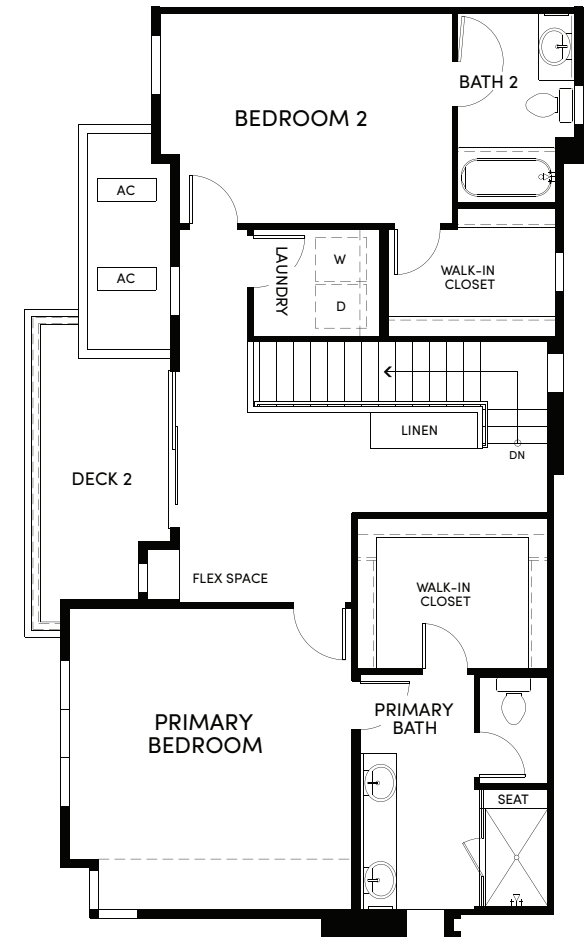 BATH 2
BEDROOM 2
AC
LAUNDRY
W
WALK-IN
CLOSET
AC
D
LINEN
DN
DECK 2
FLEX SPACE
WALK-IN
CLOSET
PRIMARY
BATH
PRIMARY
BEDROOM
SEAT